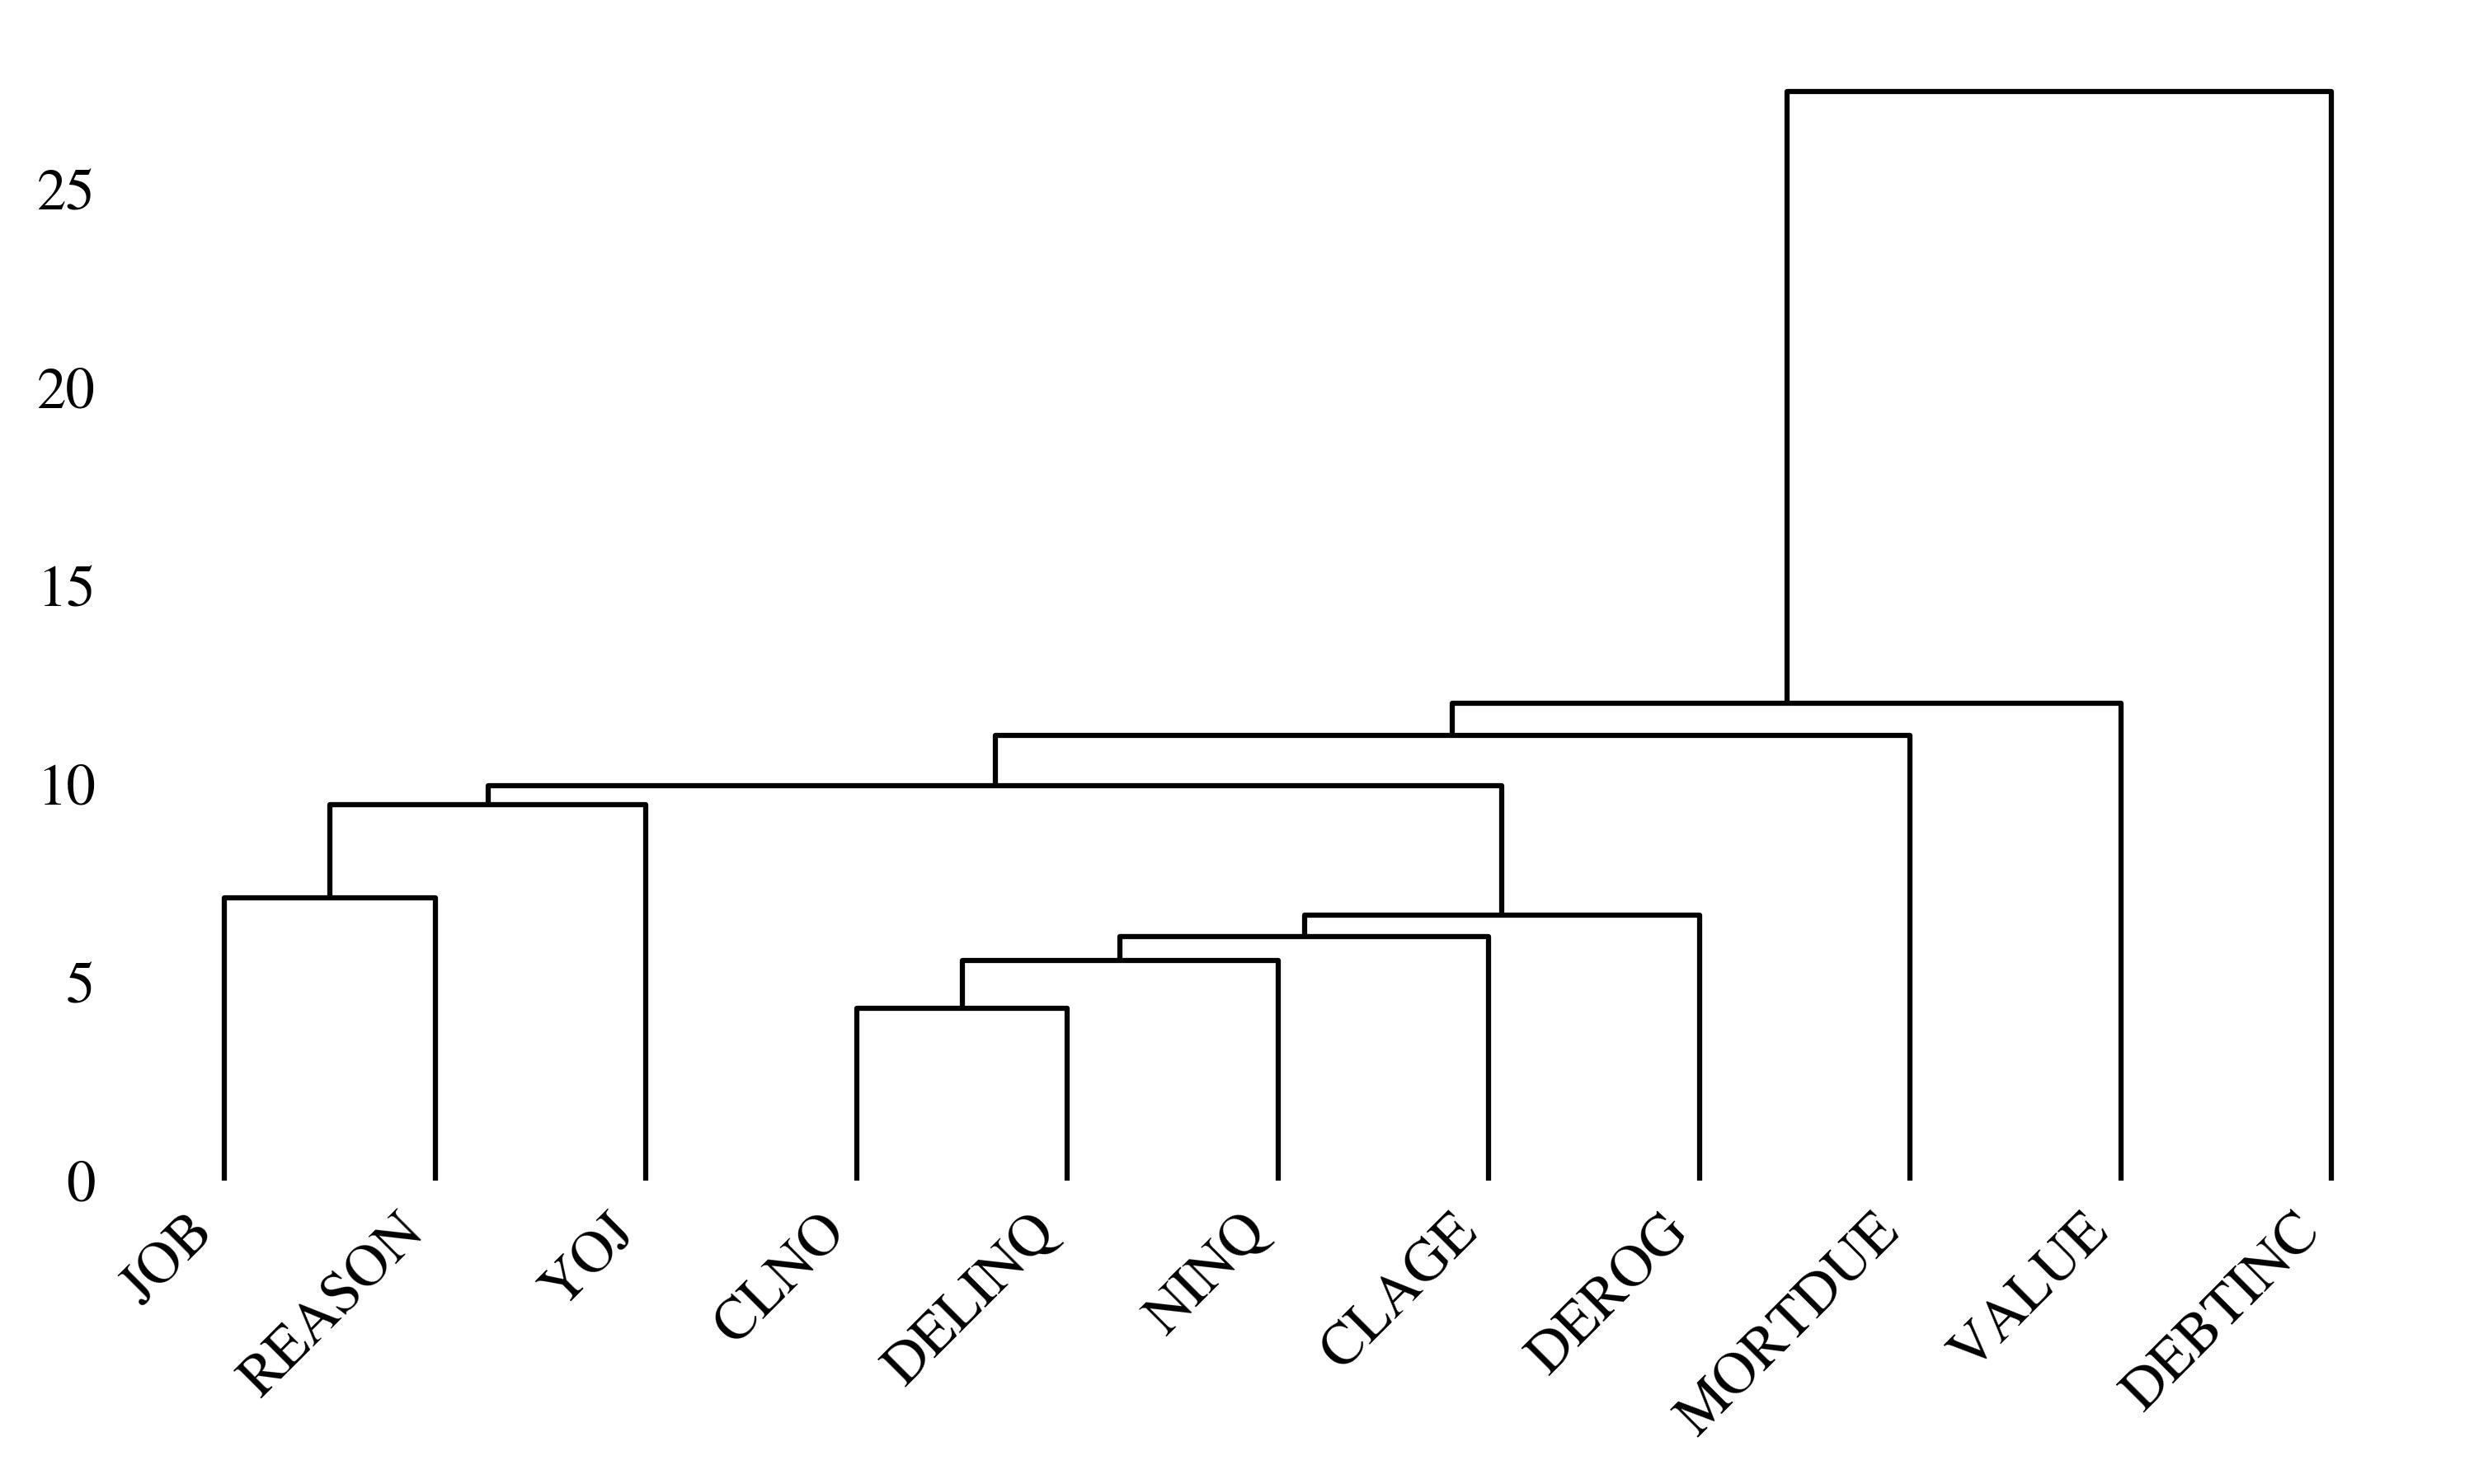 25
20
15
10
5
0
JOB
REASON
YOJ
CLNO
DELINQ
NINQ
CLAGE
DEROG
MORTDUE
VALUE
DEBTINC